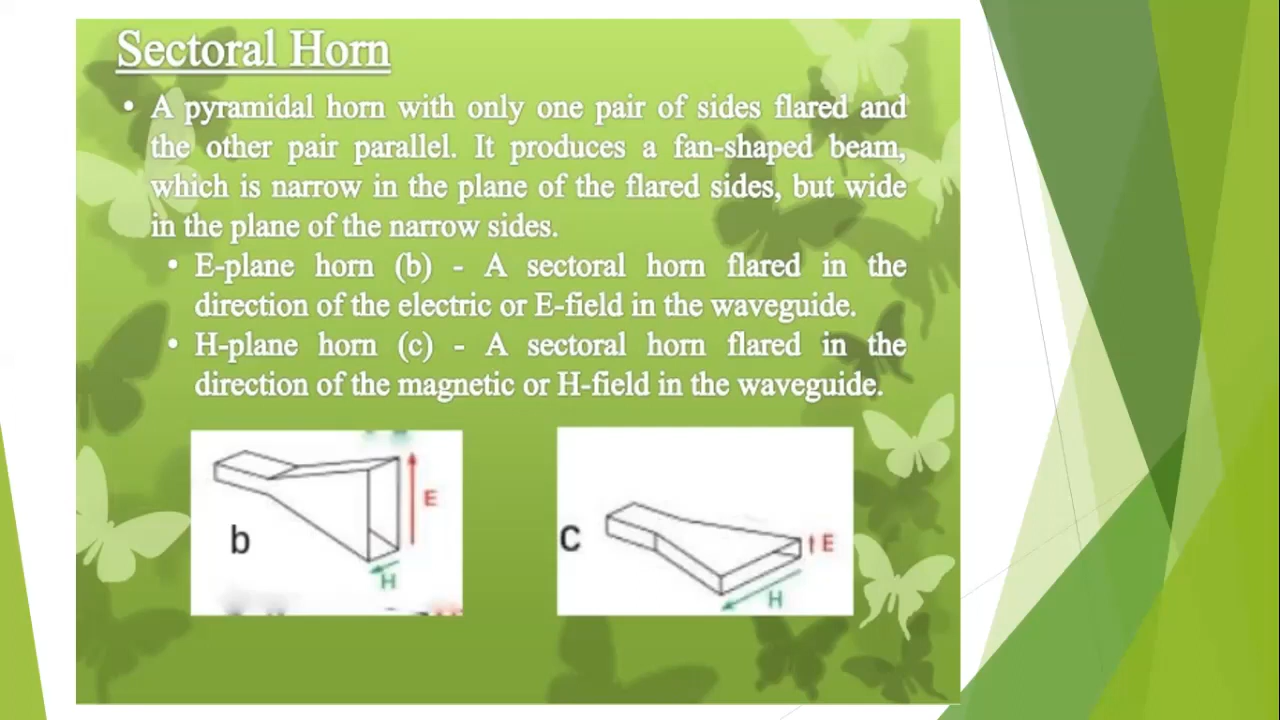 Sectoral Horn
• A pyramidal horn with only one pair of sides flared and
the other pair parallel. It produces a fan-shaped beam,
which is narrow in the plane of the flared sides, but wide
in the plane of the narrow sides.
• E-plane horn (b) - A sectoral horn flared in the
direction of the electric or E-field in the waveguide.
• H-plane horn (c) - A sectoral horn flared in the
direction of the magnetic or H-field in the waveguide.
E
b
H
C
E
H